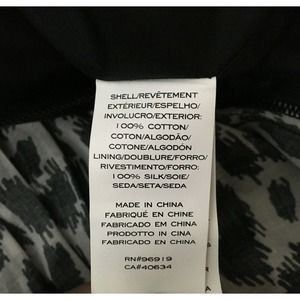 SHELL/REVÊTEMENT
EXTÉRIEUR/ESPELHO/
INVOLUCRO/EXTERIOR:
100% COTTON/
COTON/ALGODÃO/
COTONE/ALGODÓN
LINING/DOUBLURE/FORRO/
RIVESTIMENTO/FORRO:
100% SILK/SOIE/
SEDA/SETA/SEDA
MADE IN CHINA
FABRIQUÉ EN CHINE
FABRICADO EM CHINA
PRODOTTO IN CINA
FABRICADO EN CHINA
RN#96919
CA#40634